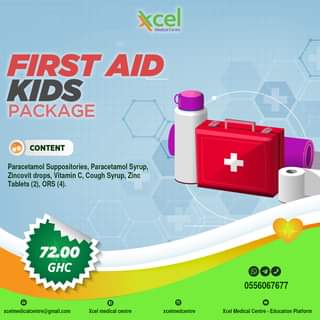 xcel
Medical Centre
FIRST AID
KIDS
PACKAGE
CONTENT
Paracetamol Suppositories, Paracetamol Syrup,
Zincovit drops, Vitamin C, Cough Syrup, Zinc
Tablets (2), ORS (4).
72.00
GHC
0556067677
xcelmedicalcentre@gmail.com
Xcel medical centre
xcelmedcentre
Xcel Medical Centre - Education Platform